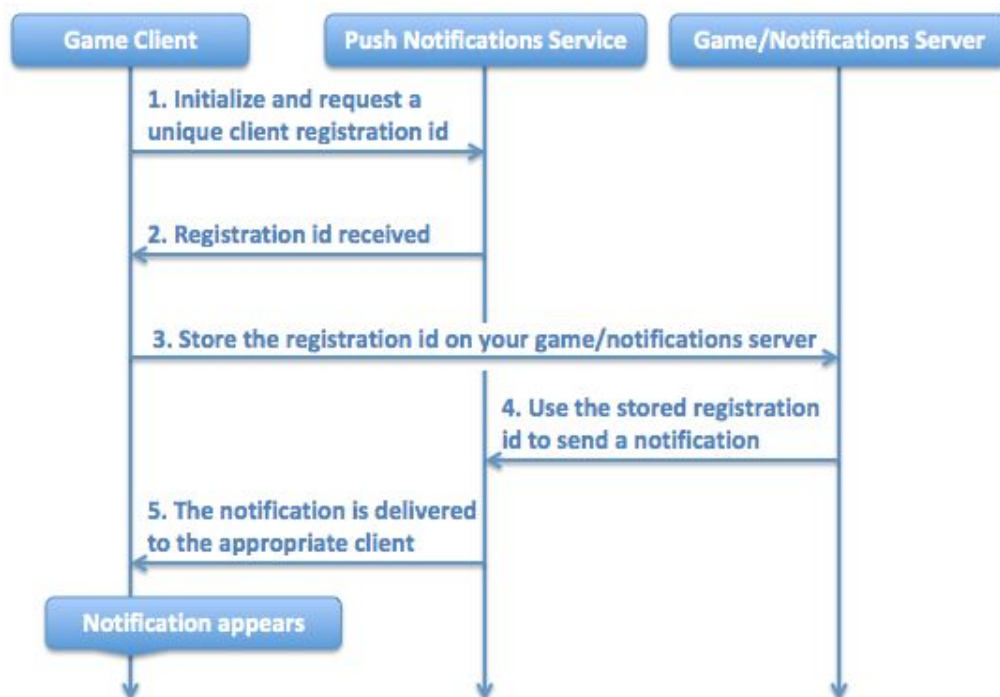 Game Client
Push Notifications Service
Game/Notifications Server
1. Initialize and request a
unique client registration id
2. Registration id received
3. Store the registration id on your game/notifications server
4. Use the stored registration
id to send a notification
5. The notification is delivered
to the appropriate client
Notification appears